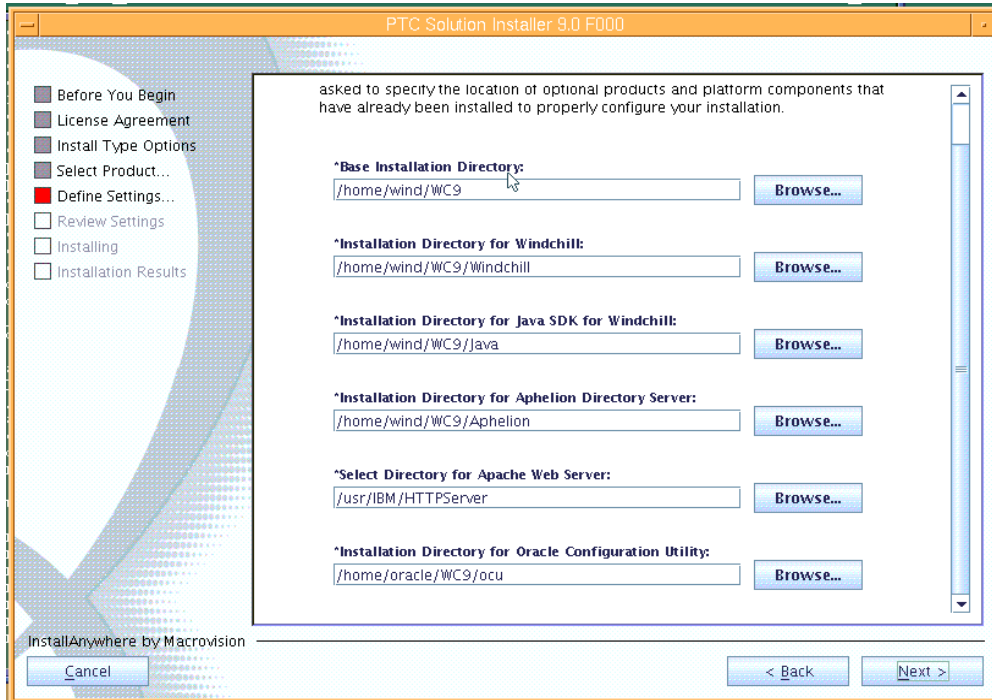 PTC Solution Installer 9.0 F000
Before You Begin
License Agreement
Install Type Options
Select Product...
Define Settings...
Review Settings
Installing
Installation Results
asked to specify the location of optional products and platform components that
have already been installed to properly configure your installation.
*Base Installation Directory:
/home/wind/WC9
Browse...
*Installation Directory for Windchill:
/home/wind/WC9/Windchill
Browse...
*Installation Directory for Java SDK for Windchill:
/home/wind/WC9/Java
Browse...
*Installation Directory for Aphelion Directory Server:
/home/wind/WC9/Aphelion
Browse...
*Select Directory for Apache Web Server:
/usr/IBM/HTTPServer
Browse...
*Installation Directory for Oracle Configuration Utility:
/home/oracle/WC9/ocu
Browse...
InstallAnywhere by Macrovision
Cancel
< Back
Next >